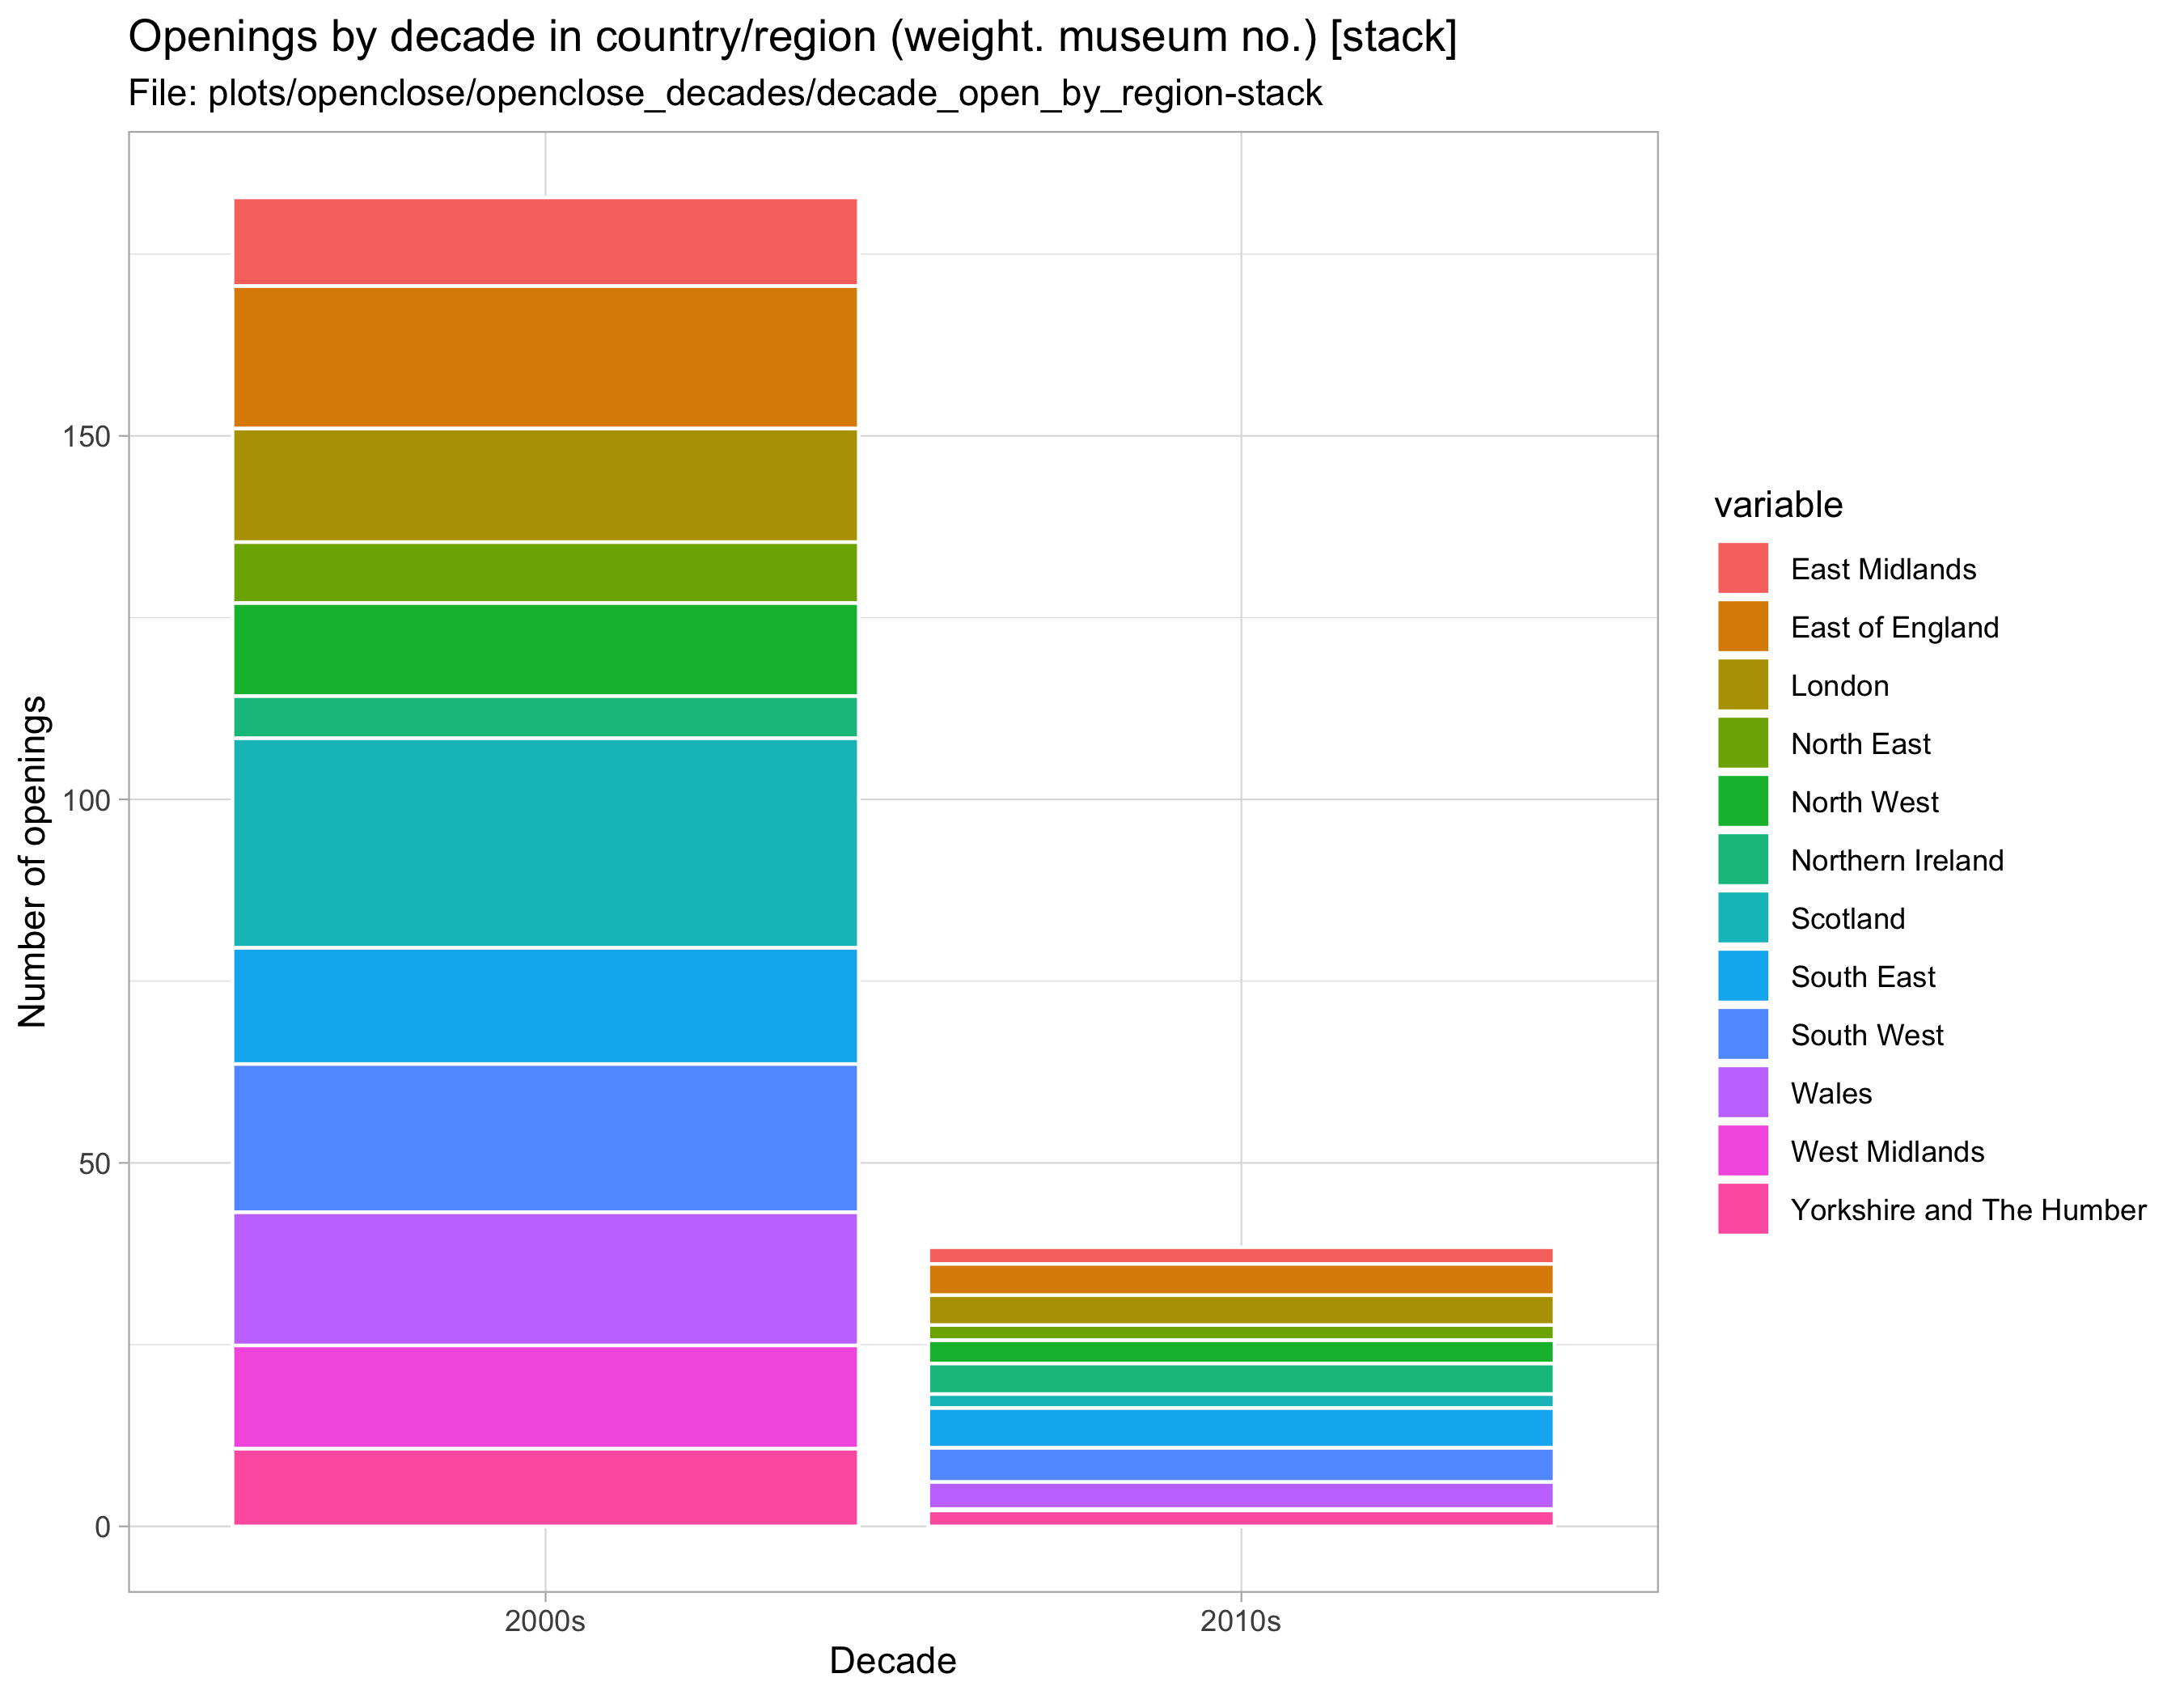 Openings by decade in country/region (weight. museum no.) [stack]
File: plots/openclose/openclose_decades/decade_open_by_region-stack
Number of openings
150
100
50
0
2000s
2010s
Decade
variable
East Midlands
East of England
London
North East
North West
Northern Ireland
Scotland
South East
South West
Wales
West Midlands
Yorkshire and The Humber